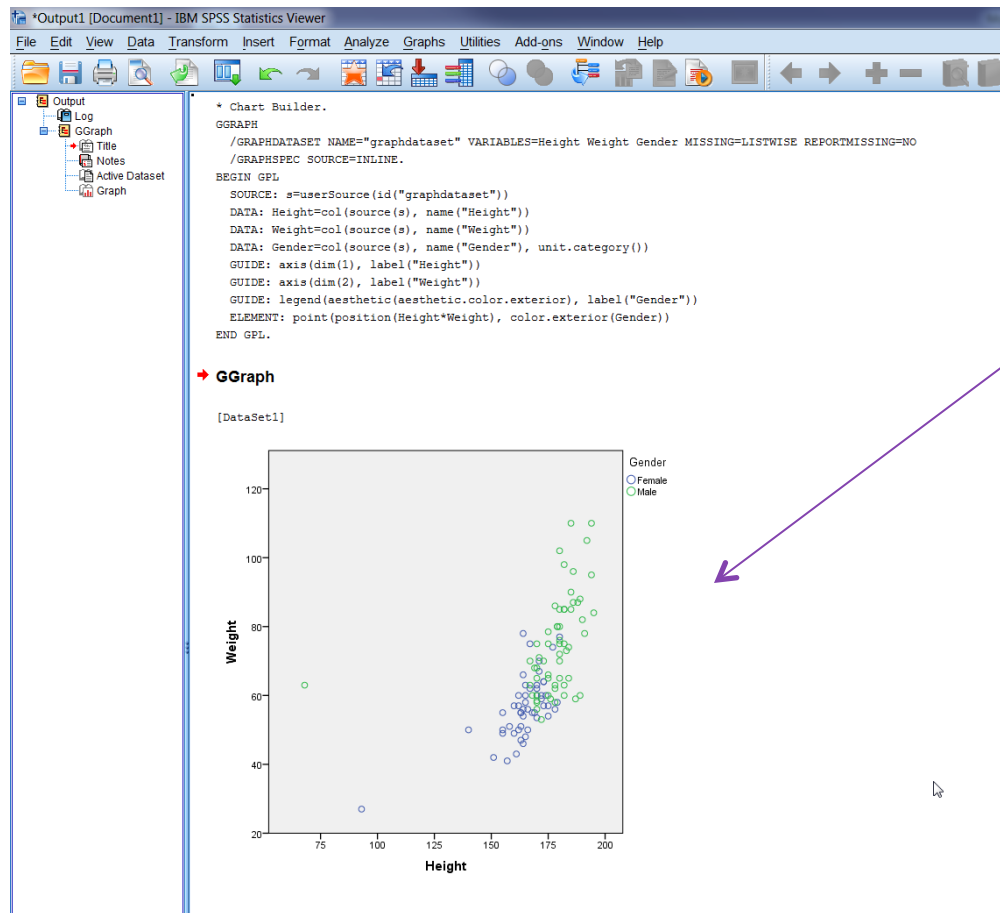 *Output1 [Document1] - IBM SPSS Statistics Viewer
File Edit View Data Transform Insert Format Analyze Graphs Utilities Add-ons Window Help
Output
Log
GGraph
Title
Notes
Active Dataset
Graph
* Chart Builder.
GGRAPH
/GRAPHDATASET NAME="graphdataset" VARIABLES=Height Weight Gender MISSING=LISTWISE REPORTMISSING=NO
/GRAPHSPEC SOURCE=INLINE.
BEGIN GPL
SOURCE: s=userSource(id("graphdataset"))
DATA: Height=col(source(s), name("Height"))
DATA: Weight=col(source(s), name("Weight"))
DATA: Gender=col(source(s), name("Gender"), unit.category())
GUIDE: axis(dim(1), label("Height"))
GUIDE: axis(dim(2), label("Weight"))
GUIDE: legend(aesthetic(aesthetic.color.exterior), label("Gender"))
ELEMENT: point(position(Height*Weight), color.exterior(Gender))
END GPL.
GGraph
[DataSet1]
Gender
Female
Male
120
100
80
60
40
20
Weight
75 100 125 150 175 200
Height